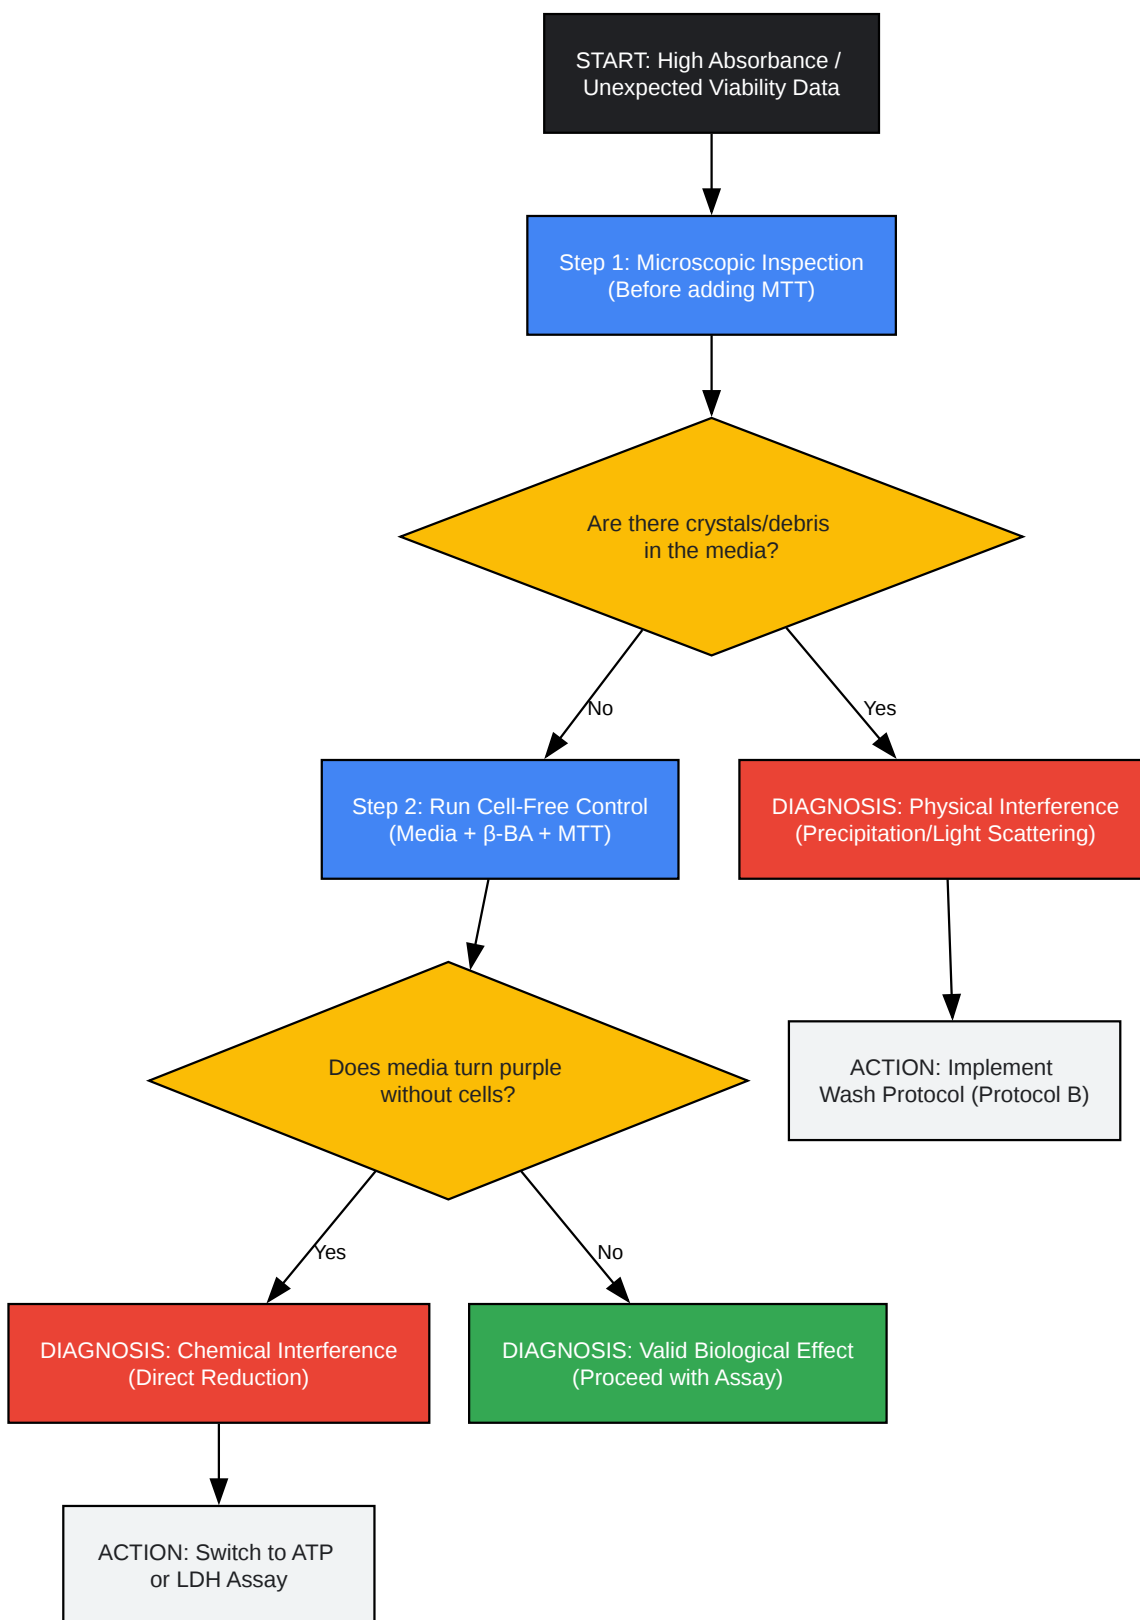 START: High Absorbance /
Unexpected Viability Data
Step 1: Microscopic Inspection
(Before adding MTT)
Are there crystals/debris
in the media?
No
Yes
Step 2: Run Cell-Free Control
(Media + β-BA + MTT)
DIAGNOSIS: Physical Interference
(Precipitation/Light Scattering)
Does media turn purple
without cells?
ACTION: Implement
Wash Protocol (Protocol B)
Yes
No
DIAGNOSIS: Chemical Interference
(Direct Reduction)
DIAGNOSIS: Valid Biological Effect
(Proceed with Assay)
ACTION: Switch to ATP
or LDH Assay